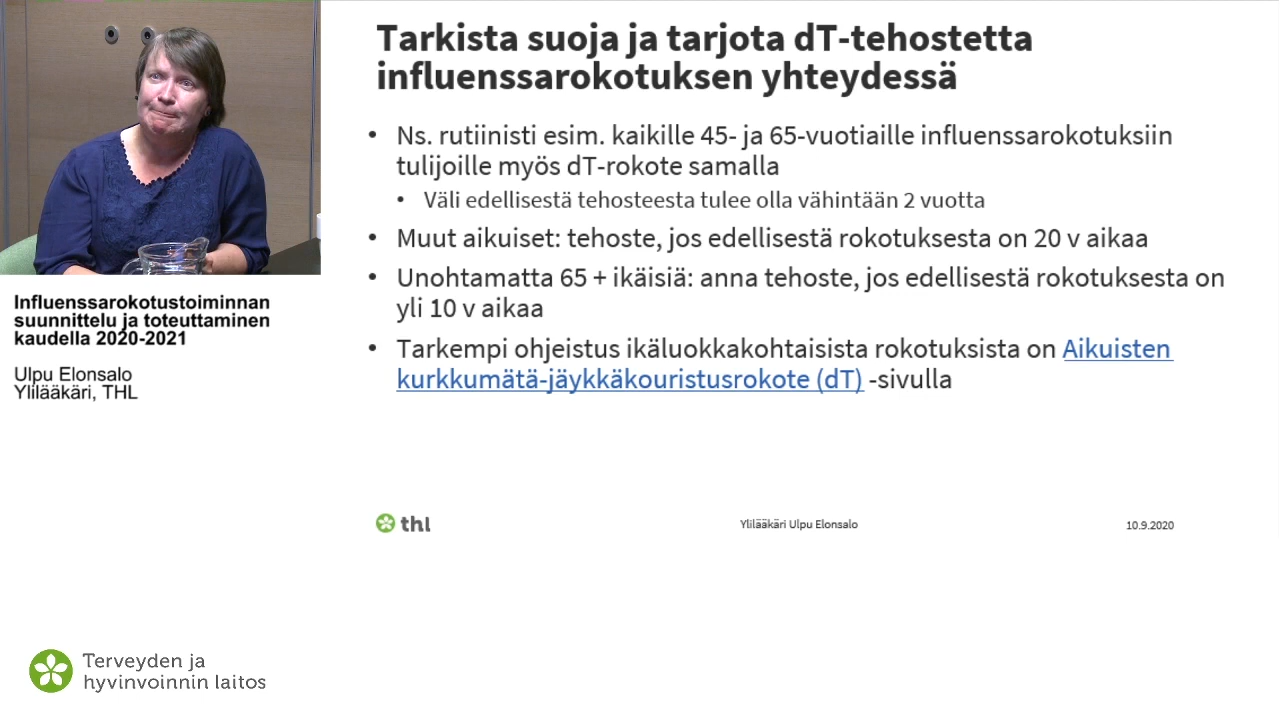 Tarkista suoja ja tarjota dT-tehostetta
influenssarokotuksen yhteydessä
• Ns. rutiinisti esim. kaikille 45- ja 65-vuotiaille influenssarokotuksiin
tulijoille myös dT-rokote samalla
• Väli edellisestä tehosteesta tulee olla vähintään 2 vuotta
• Muut aikuiset: tehoste, jos edellisestä rokotuksesta on 20 v aikaa
• Unohtamatta 65 + ikäisiä: anna tehoste, jos edellisestä rokotuksesta on
yli 10 v aikaa
• Tarkempi ohjeistus ikäluokkakohtaisista rokotuksista on Aikuisten
kurkkumätä-jäykkäkouristusrokote (dT) -sivulla
thl
Ylilääkäri Ulpu Elonsalo
10.9.2020
Influenssarokotustoiminnan
suunnittelu ja toteuttaminen
kaudella 2020-2021
Ulpu Elonsalo
Ylilääkäri, THL
Terveyden ja
hyvinvoinnin laitos